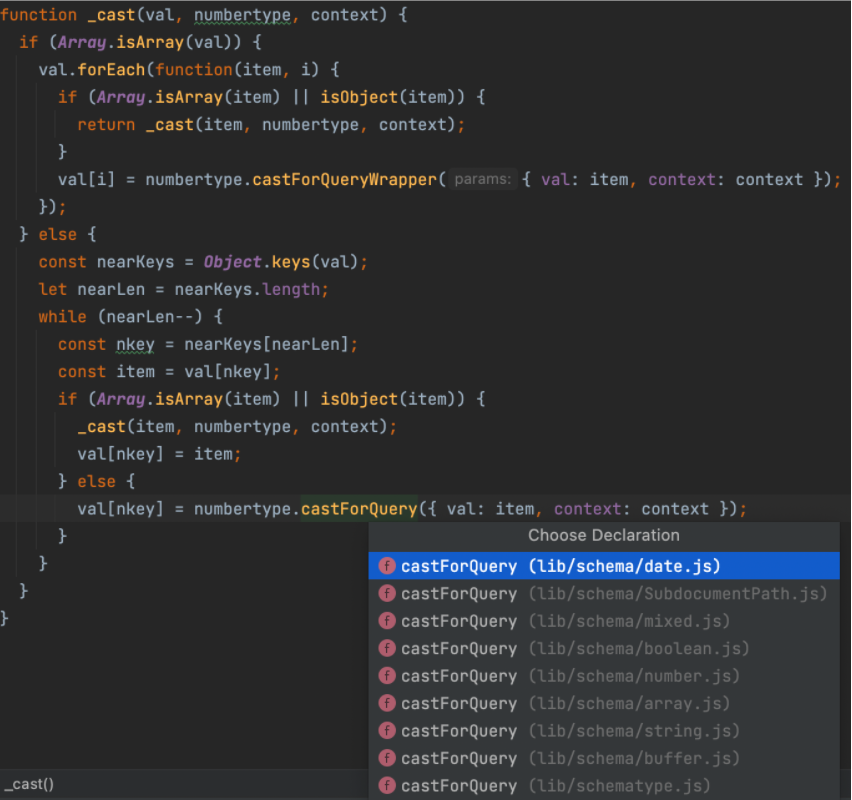 function _cast(val, numbertype, context) {
if (Array.isArray(val)) {
val.forEach(function(item, i) {
if (Array.isArray(item) || isObject(item)) {
return _cast(item, numbertype, context);
}
val[i] = numbertype.castForQueryWrapper( params: { val: item, context: context });
});
} else {
const nearKeys = Object.keys(val);
let nearLen = nearKeys.length;
while (nearLen--) {
const nkey = nearKeys[nearLen];
const item = val[nkey];
if (Array.isArray(item) || isObject(item)) {
_cast(item, numbertype, context);
val[nkey] = item;
} else {
val[nkey] = numbertype.castForQuery({ val: item, context: context });
}
}
}
}
Choose Declaration
f castForQuery (lib/schema/date.js)
f castForQuery (lib/schema/SubdocumentPath.js)
f castForQuery (lib/schema/mixed.js)
f castForQuery (lib/schema/boolean.js)
f castForQuery (lib/schema/number.js)
f castForQuery (lib/schema/array.js)
f castForQuery (lib/schema/string.js)
f castForQuery (lib/schema/buffer.js)
f castForQuery (lib/schematype.js)
_cast()